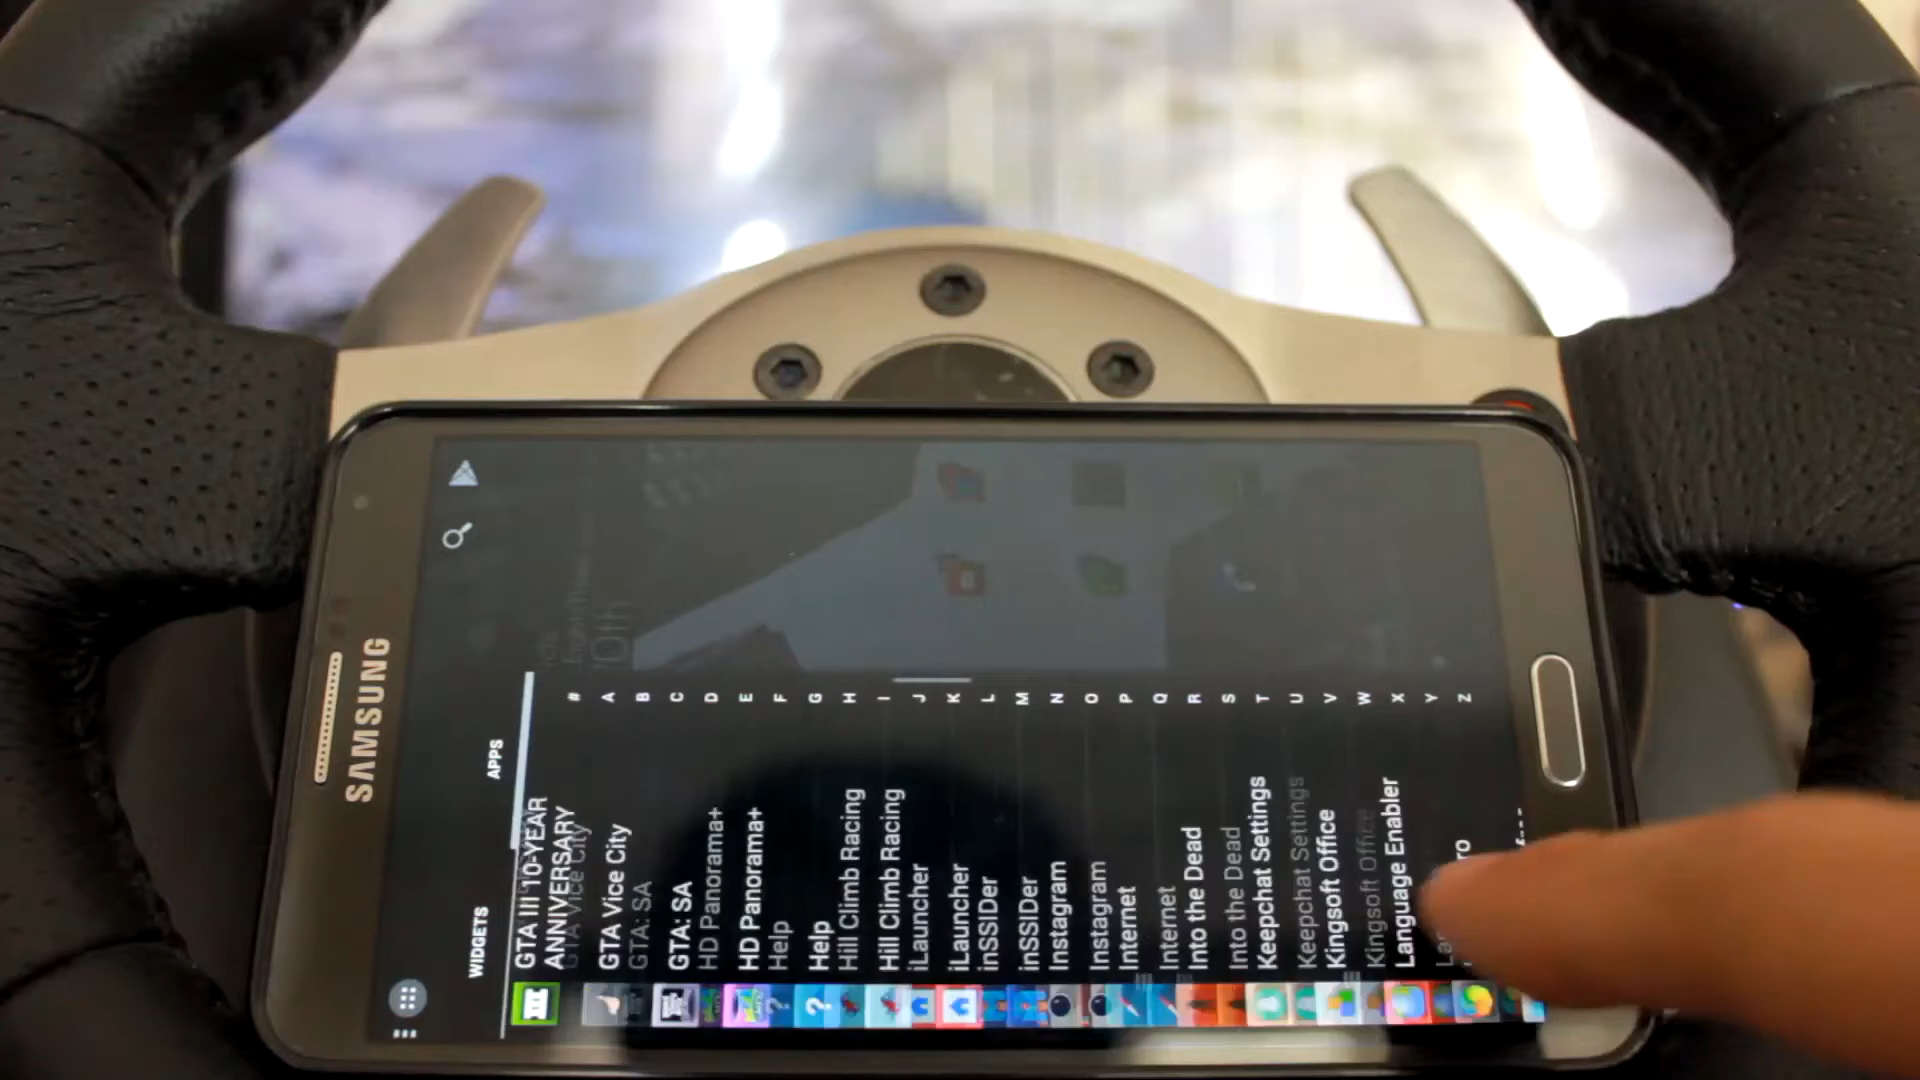 SAMSUNG
WIDGETS
APPS
GTA III 10-YEAR
ANNIVERSARY
GTA Vice City
GTA Vice City
GTA: SA
GTA: SA
HD Panorama+
HD Panorama+
Help
Help
Hill Climb Racing
Hill Climb Racing
iLauncher
iLauncher
inSSIDer
inSSIDer
Instagram
Instagram
Internet
Internet
Into the Dead
Into the Dead
Keepchat Settings
Keepchat Settings
Kingsoft Office
Kingsoft Office
Language Enabler
#
A
B
C
D
E
F
G
H
I
J
K
L
M
N
O
P
Q
R
S
T
U
V
W
X
Y
Z